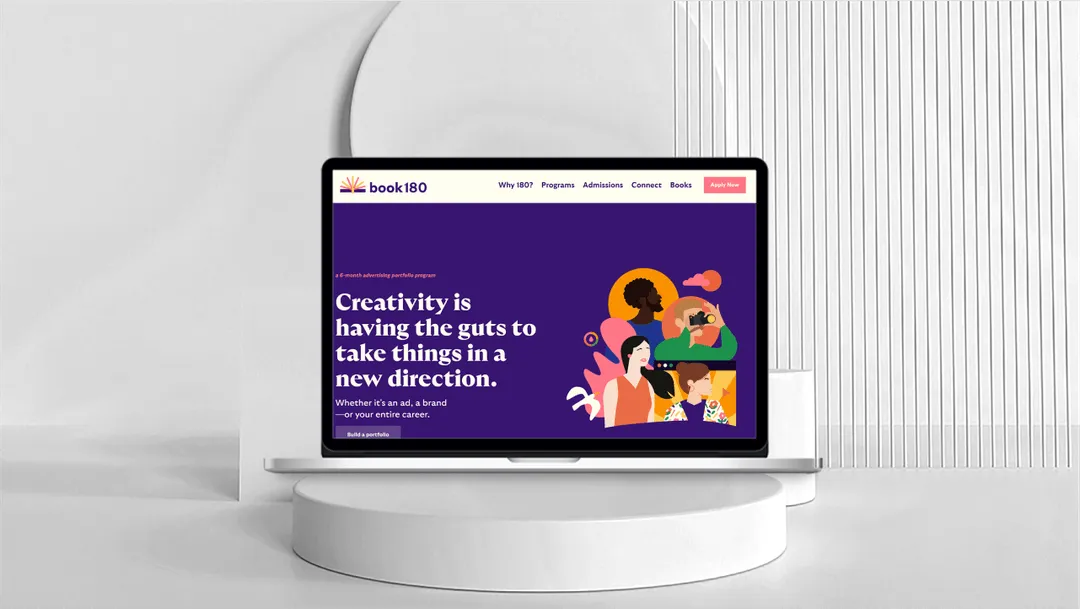 book180
Why 180? Programs Admissions Connect Books Apply Now
a 6-month advertising portfolio program
Creativity is
having the guts to
take things in a
new direction.
Whether it's an ad, a brand
—or your entire career.
Build a portfolio